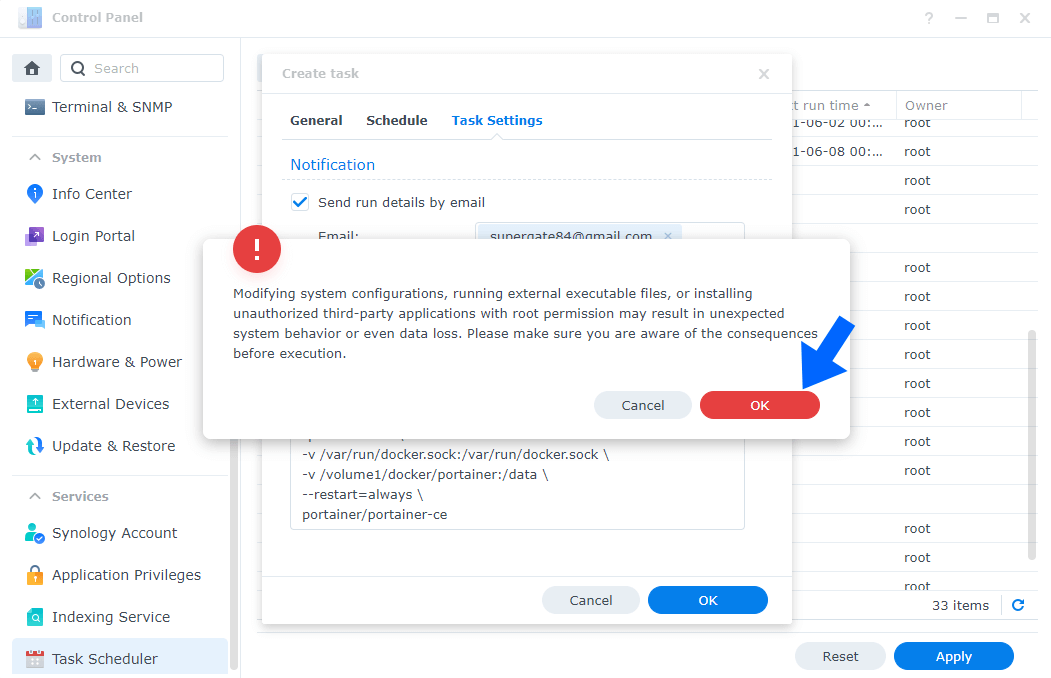 Control Panel
?
Search
Terminal & SNMP
System
Info Center
Login Portal
Regional Options
Notification
Hardware & Power
External Devices
Update & Restore
Services
Synology Account
Application Privileges
Indexing Service
Task Scheduler
Create task
General Schedule Task Settings
Notification
Send run details by email
Email: supergate84@gmail.com
Modifying system configurations, running external executable files, or installing
unauthorized third-party applications with root permission may result in unexpected
system behavior or even data loss. Please make sure you are aware of the consequences
before execution.
Cancel OK
-v /var/run/docker.sock:/var/run/docker.sock \
-v /volume1/docker/portainer:/data \
--restart=always \
portainer/portainer-ce
Cancel OK
t run time Owner
1-06-02 00:... root
1-06-08 00:... root
root
root
root
root
root
root
root
root
root
root
root
root
root
33 items
Reset Apply